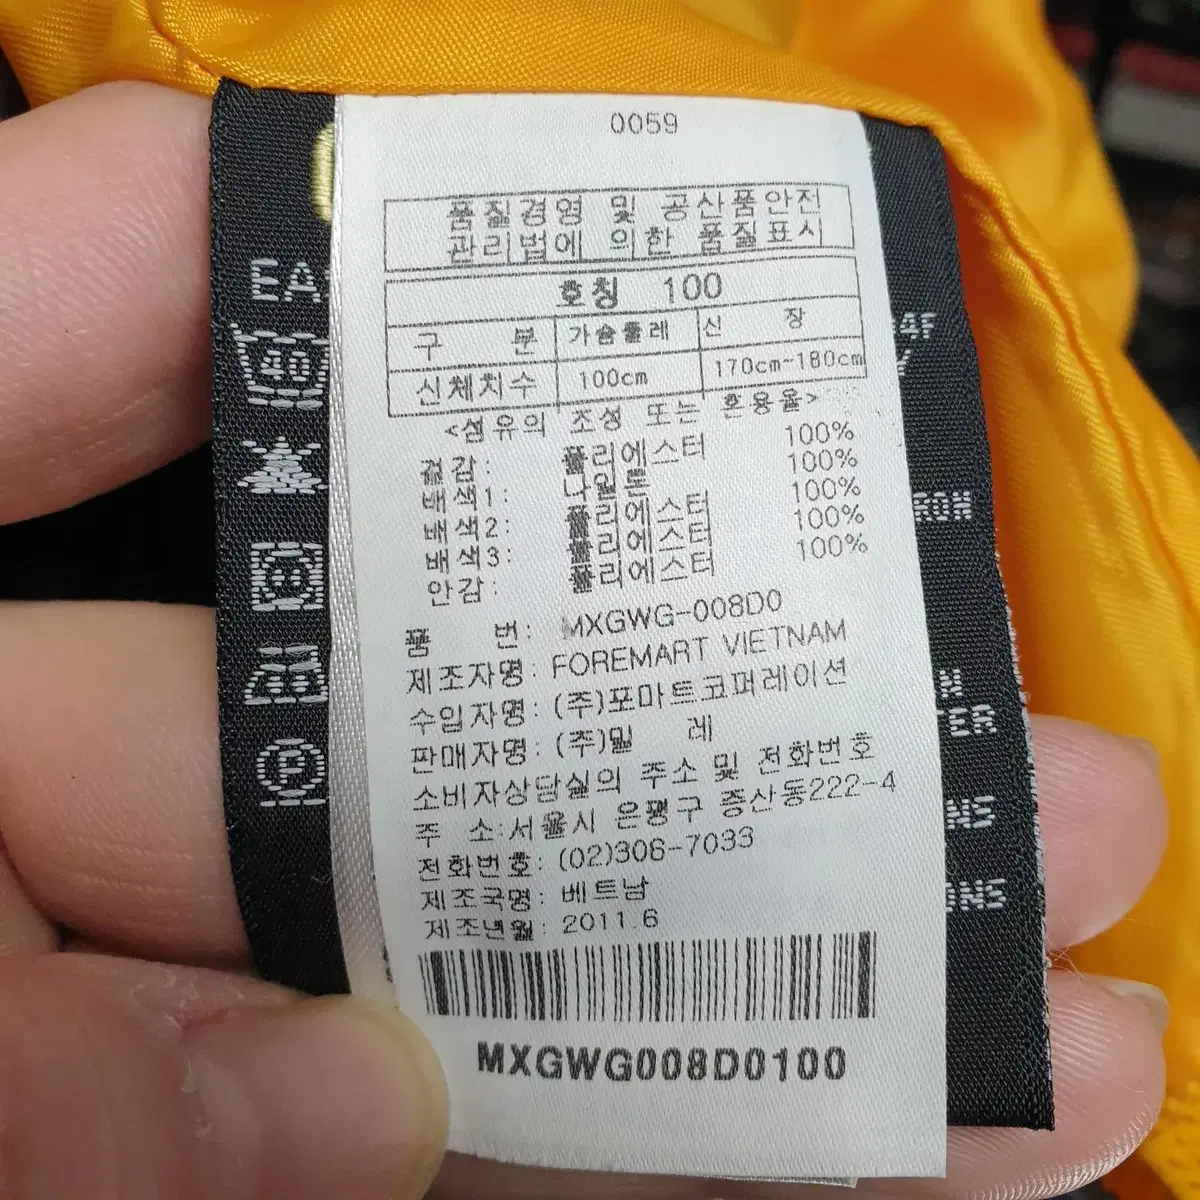 0059
품질경영 및 공산품안전
관리법에 의한 품질표시
호칭 100
구 분 가슴둘레 신 장
신체치수 100cm 170cm~180cm
<섬유의 조성 또는 혼용율>
겉감: 폴리에스터 100%
배색1: 나일론 100%
배색2: 폴리에스터 100%
배색3: 폴리에스터 100%
안감: 폴리에스터 100%
품 번: MXGWG-008D0
제조자명: FOREMART VIETNAM
수입자명: (주)포마트코퍼레이션
판매자명: (주)밀 레
소비자상담실의 주소 및 전화번호
주 소:서울시 은평구 증산동222-4
전화번호: (02)306-7033
제조국명: 베트남
제조년월: 2011.6
MXGWG008D0100
EA
40
P